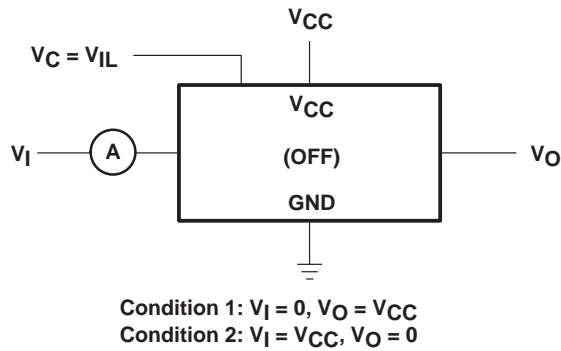 VCC
VC = VIL
VCC
VI
A
(OFF)
VO
GND
Condition 1: VI = 0, VO = VCC
Condition 2: VI = VCC, VO = 0